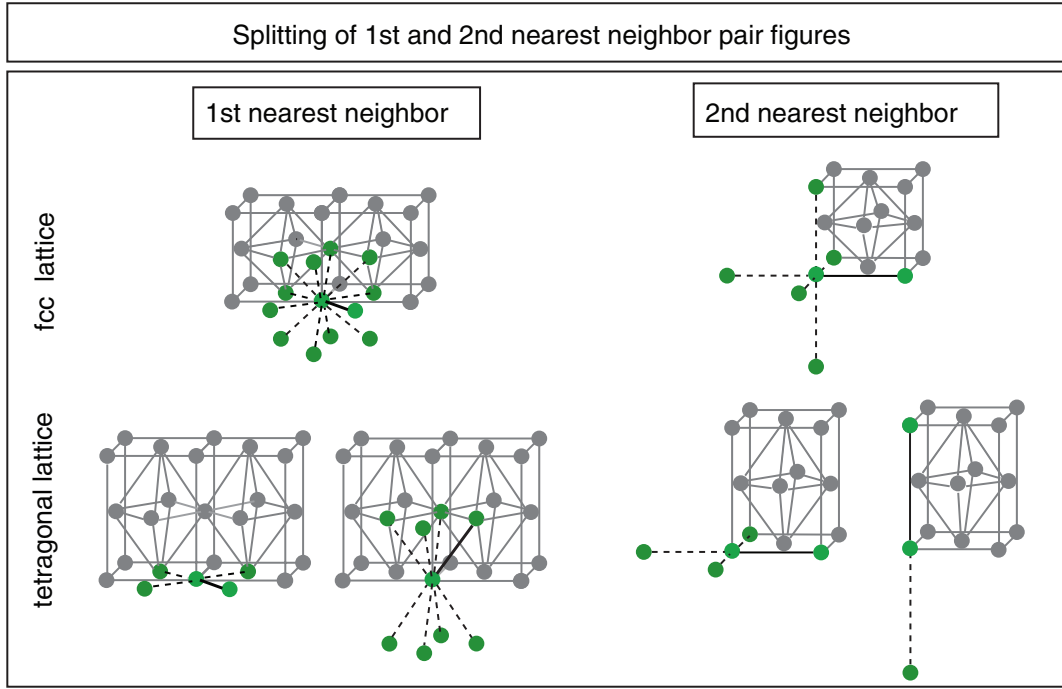 Splitting of 1st and 2nd nearest neighbor pair figures
1st nearest neighbor
2nd nearest neighbor
fcc lattice
tetragonal lattice